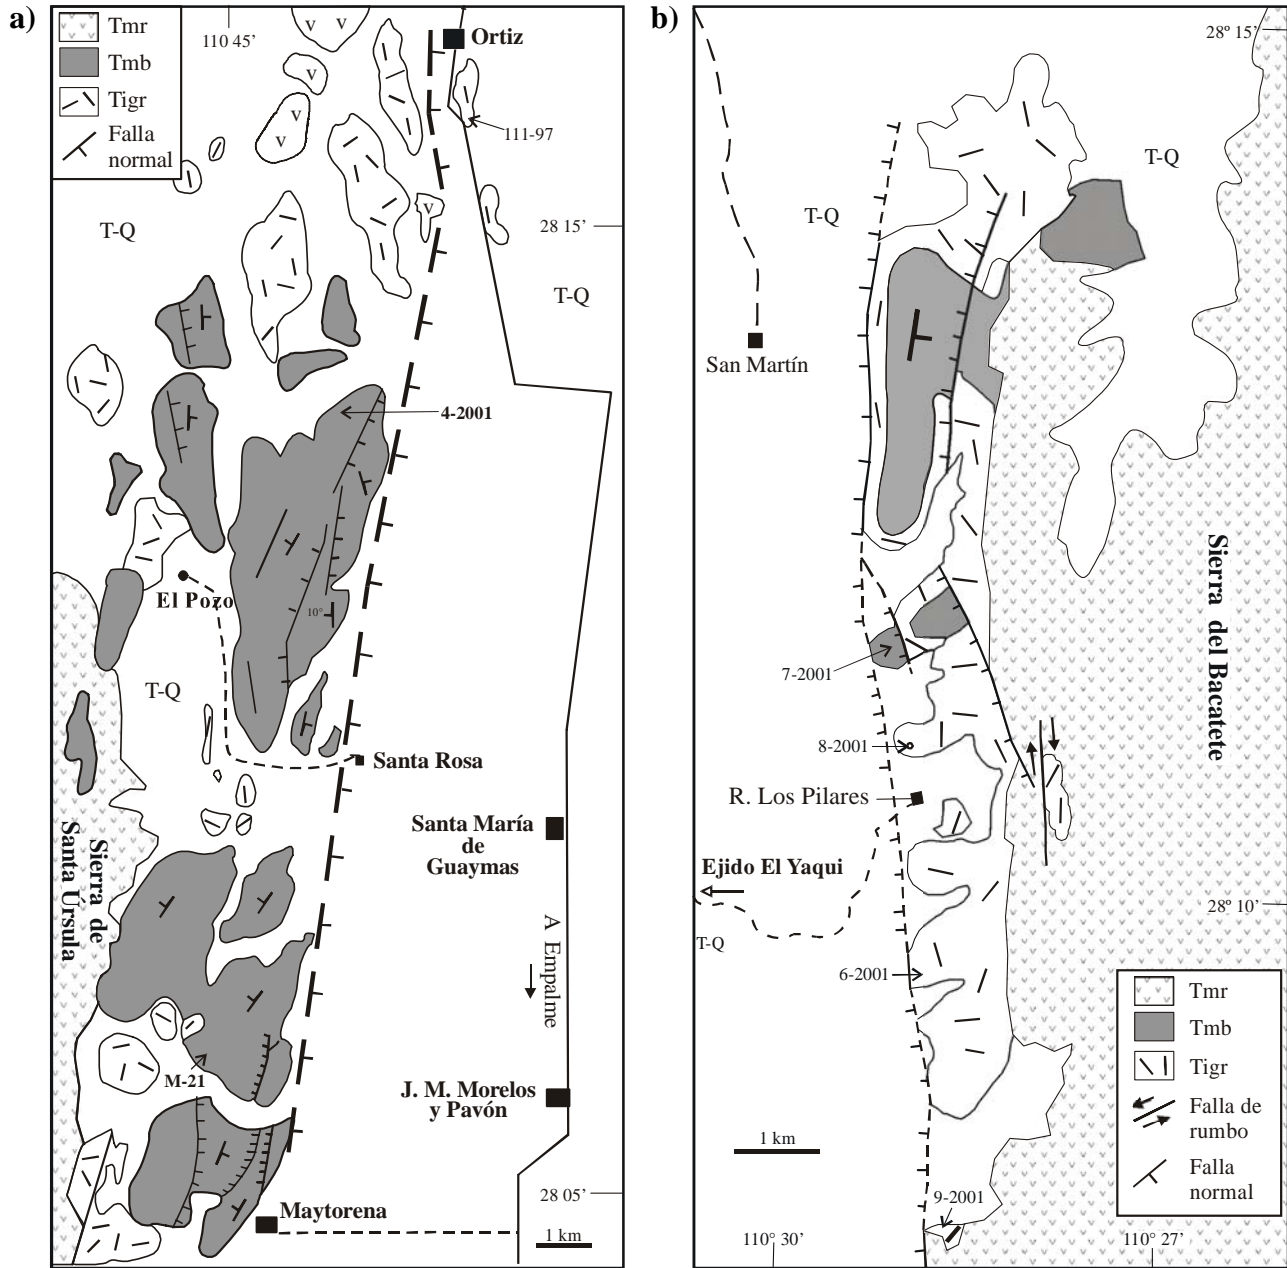 a)
Tmr
Tmb
Tigr
Falla
normal
110 45'
v v
v
v
v
v
Ortiz
111-97
28 15'
T-Q
T-Q
4-2001
El Pozo
10°
T-Q
Santa Rosa
Santa María
de
Guaymas
Sierra de
Santa Úrsula
A Empalme
M-21
J. M. Morelos
y Pavón
28 05'
Maytorena
1 km
b)
28º 15'
T-Q
T-Q
San Martín
Sierra del Bacatete
7-2001
8-2001
R. Los Pilares
Ejido El Yaqui
28º 10'
T-Q
6-2001
Tmr
Tmb
Tigr
Falla de
rumbo
Falla
normal
1 km
9-2001
110° 30'
110° 27'